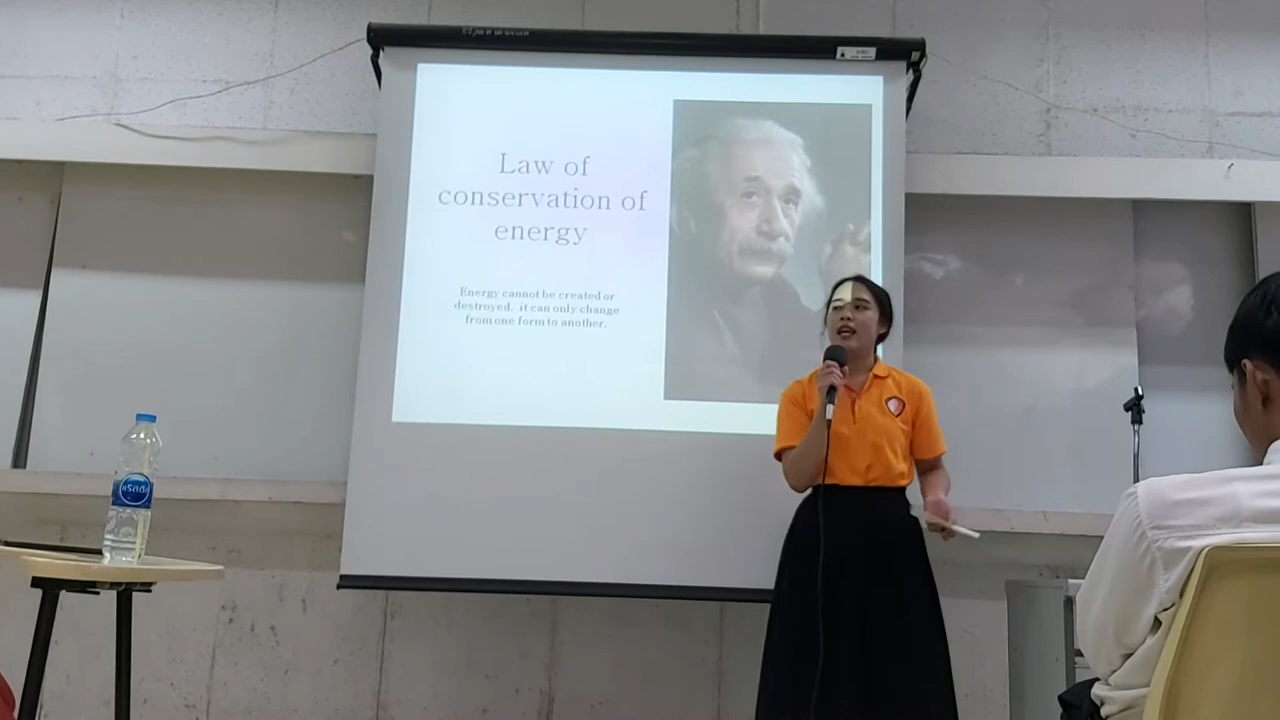 Law of
conservation of
energy
Energy cannot be created or
destroyed, it can only change
from one form to another.
คริสตัล